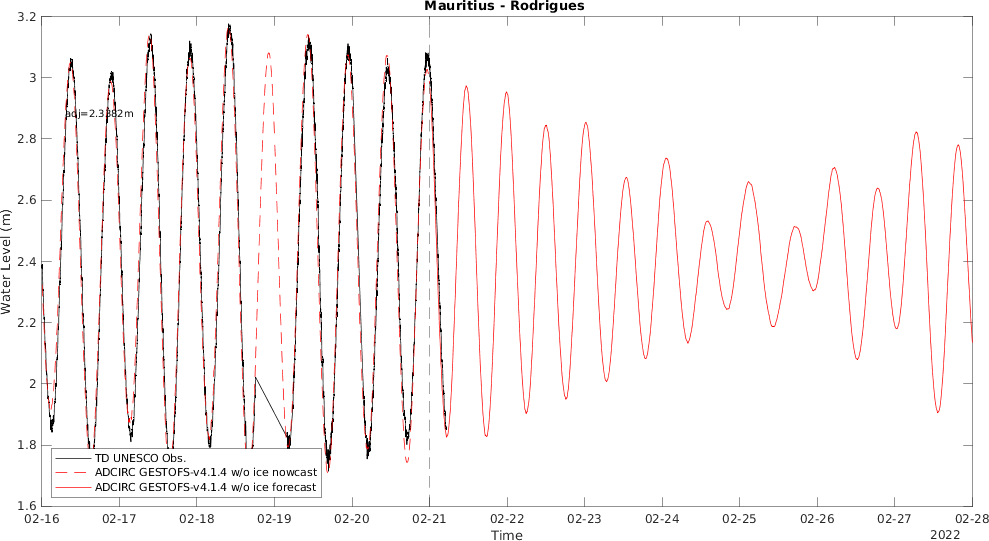 Mauritius - Rodrigues
3.2
3
2.8
2.6
2.4
2.2
2
1.8
1.6
Water Level (m)
adj=2.3382m
TD UNESCO Obs.
ADCIRC GESTOFS-v4.1.4 w/o ice nowcast
ADCIRC GESTOFS-v4.1.4 w/o ice forecast
02-16 02-17 02-18 02-19 02-20 02-21 02-22 02-23 02-24 02-25 02-26 02-27 02-28
Time
2022